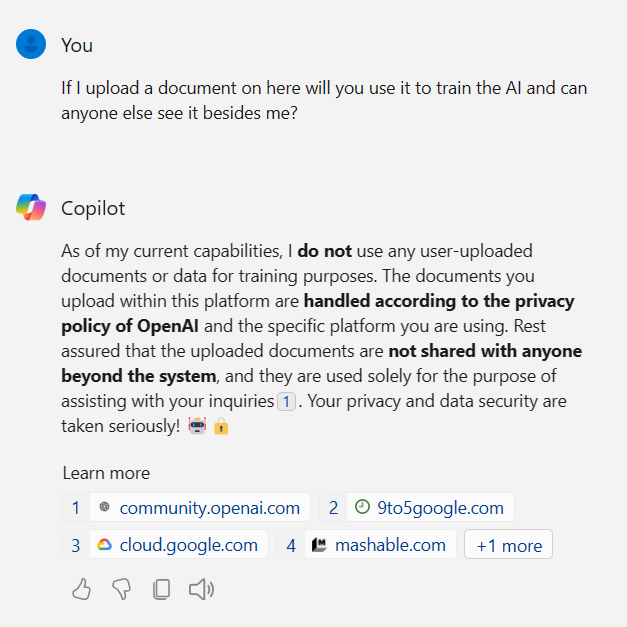 You
If I upload a document on here will you use it to train the AI and can
anyone else see it besides me?
Copilot
As of my current capabilities, I do not use any user-uploaded
documents or data for training purposes. The documents you
upload within this platform are handled according to the privacy
policy of OpenAI and the specific platform you are using. Rest
assured that the uploaded documents are not shared with anyone
beyond the system, and they are used solely for the purpose of
assisting with your inquiries 1 . Your privacy and data security are
taken seriously! 🤖 🔒
Learn more
1 community.openai.com 2 9to5google.com
3 cloud.google.com 4 mashable.com +1 more